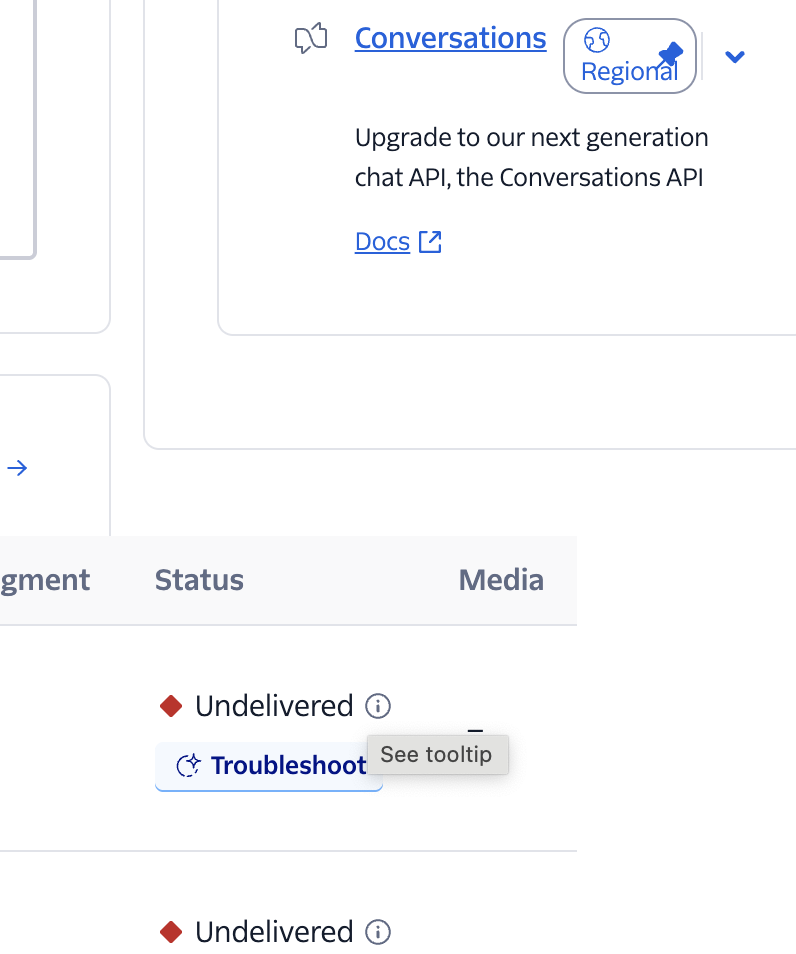 Conversations
Regional
Upgrade to our next generation
chat API, the Conversations API
Docs
gment Status Media
Undelivered
–
See tooltip
Troubleshoot
Undelivered